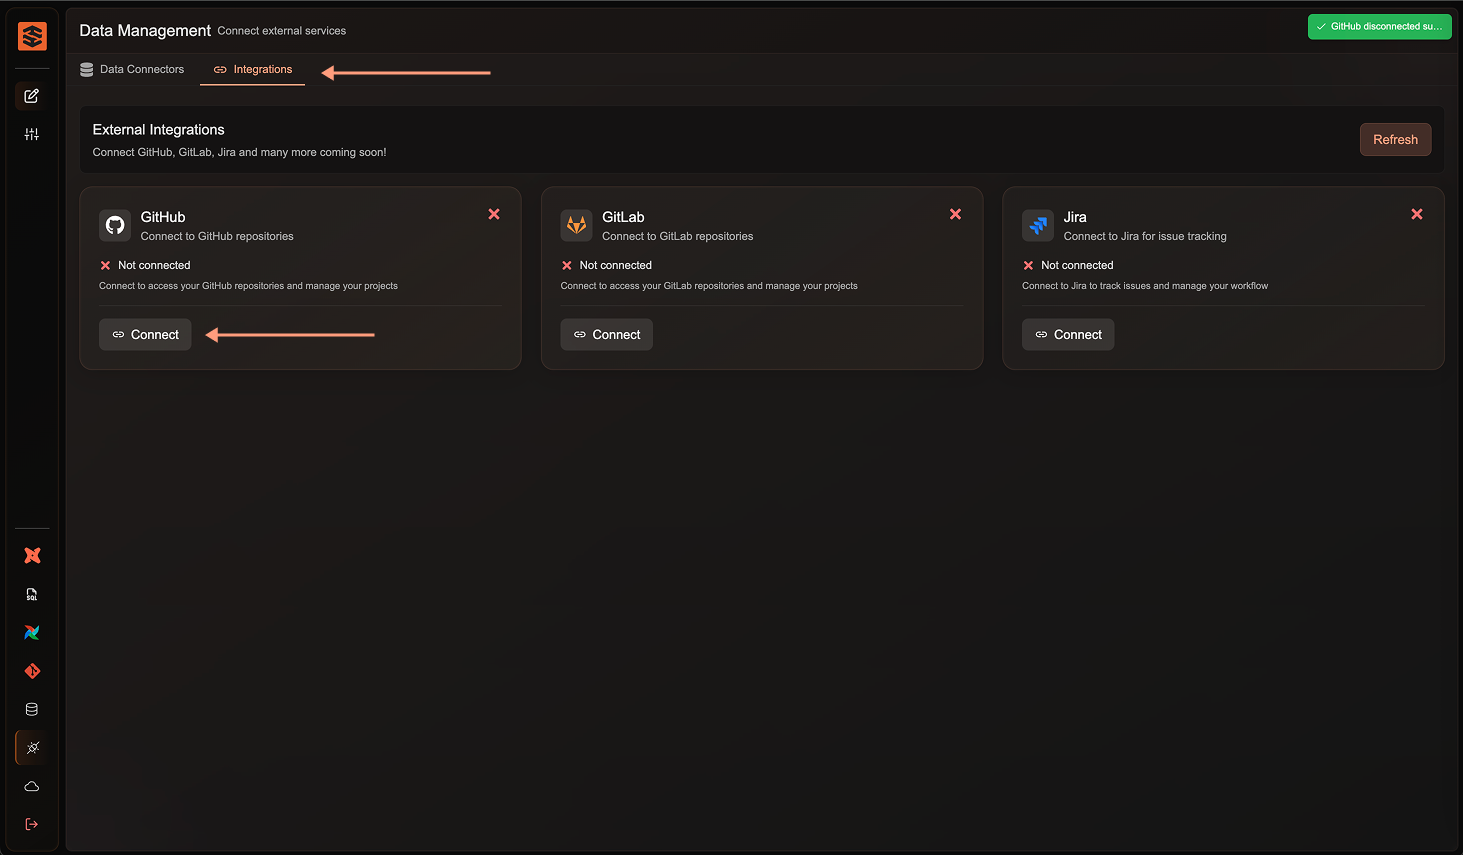 Data Management Connect external services
GitHub disconnected su...
Data Connectors
Integrations
External Integrations
Connect GitHub, GitLab, Jira and many more coming soon!
Refresh
GitHub
Connect to GitHub repositories
Not connected
Connect to access your GitHub repositories and manage your projects
Connect
GitLab
Connect to GitLab repositories
Not connected
Connect to access your GitLab repositories and manage your projects
Connect
Jira
Connect to Jira for issue tracking
Not connected
Connect to Jira to track issues and manage your workflow
Connect
SQL